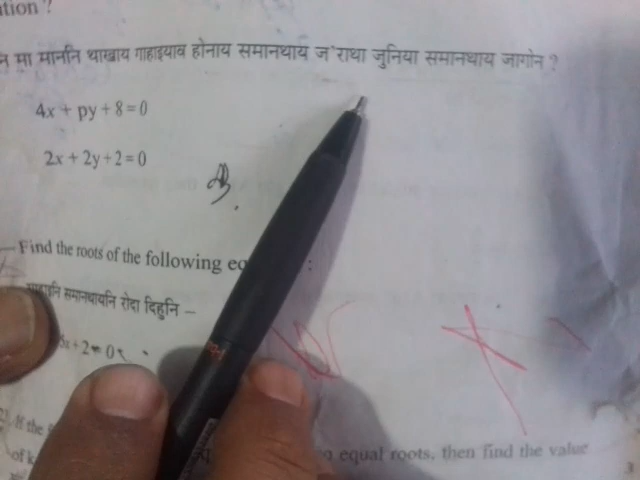 tion ?
मा माननि थाखाय गाहाइयाव होनाय समानथाय ज'राथा जुनिया समानथाय जागोन ?
4x + py + 8 = 0
2x + 2y + 2 = 0
Find the roots of the following
समानथायनि रोदा दिहुनि –
x + 2 = 0
If the
of k equal roots, then find the value
3